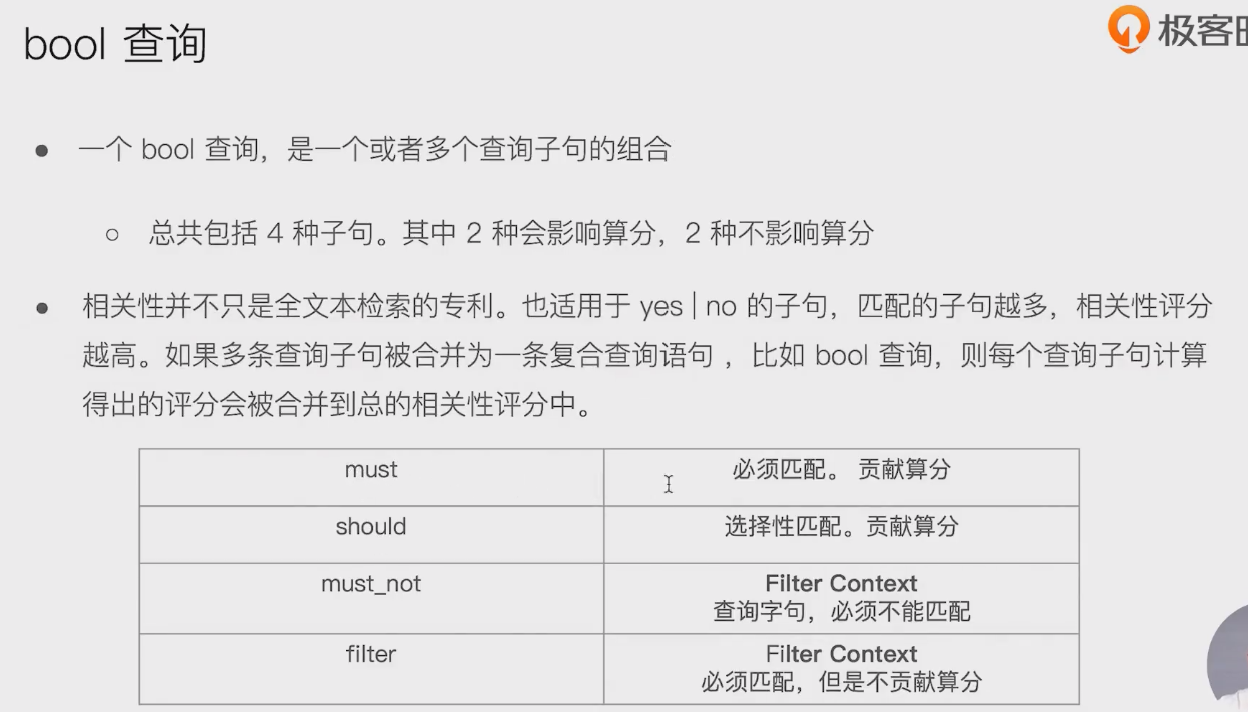 bool 查询
极客时
一个 bool 查询，是一个或者多个查询子句的组合
总共包括 4 种子句。其中 2 种会影响算分，2 种不影响算分
相关性并不只是全文本检索的专利。也适用于 yes | no 的子句，匹配的子句越多，相关性评分
越高。如果多条查询子句被合并为一条复合查询语句 ，比如 bool 查询，则每个查询子句计算
得出的评分会被合并到总的相关性评分中。
must
必须匹配。 贡献算分
should
选择性匹配。贡献算分
must_not
Filter Context
查询字句，必须不能匹配
filter
Filter Context
必须匹配，但是不贡献算分